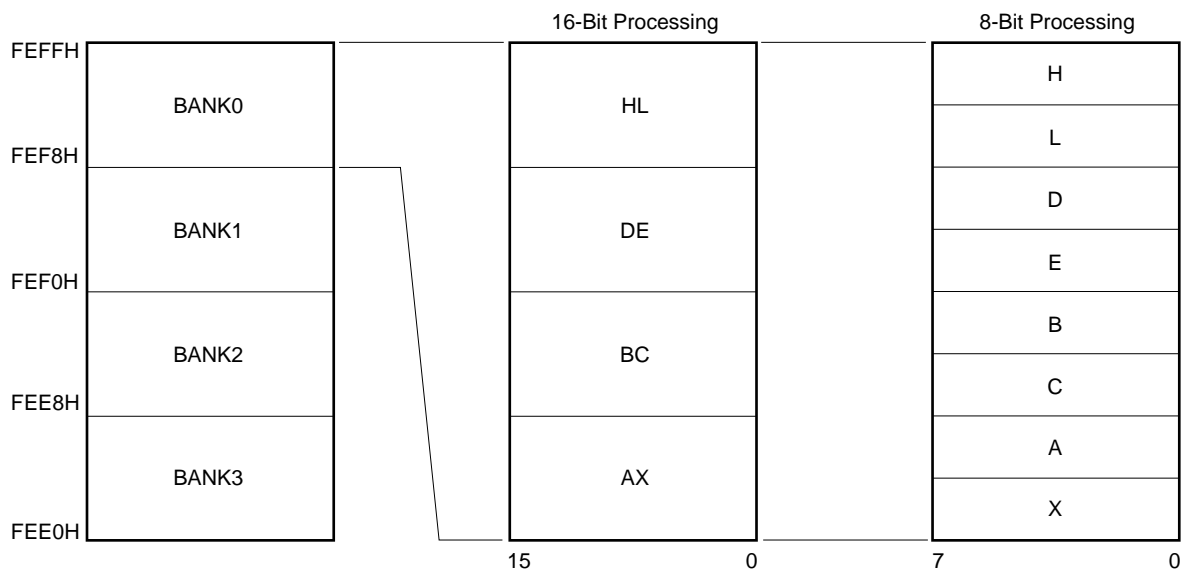 16-Bit Processing 8-Bit Processing
FEFFH
BANK0 HL H
L
FEF8H
BANK1 DE D
E
FEF0H
BANK2 BC B
C
FEE8H
BANK3 AX A
X
FEE0H
15 0 7 0